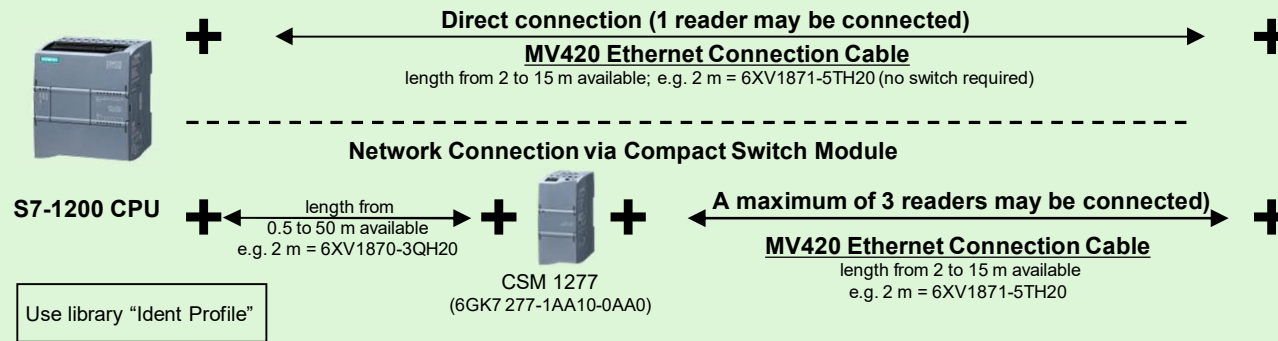 Direct connection (1 reader may be connected)
MV420 Ethernet Connection Cable
length from 2 to 15 m available; e.g. 2 m = 6XV1871-5TH20 (no switch required)
Network Connection via Compact Switch Module
S7-1200 CPU
length from
0.5 to 50 m available
e.g. 2 m = 6XV1870-3QH20
CSM 1277
(6GK7 277-1AA10-0AA0)
A maximum of 3 readers may be connected)
MV420 Ethernet Connection Cable
length from 2 to 15 m available
e.g. 2 m = 6XV1871-5TH20
Use library “Ident Profile”